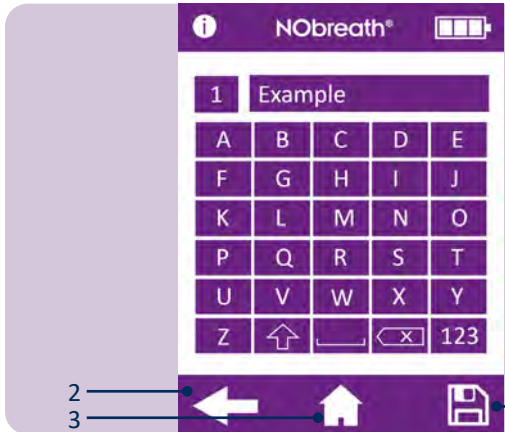 i NObreath®
1 Example
A B C D E
F G H I J
K L M N O
P Q R S T
U V W X Y
Z 123
2
3